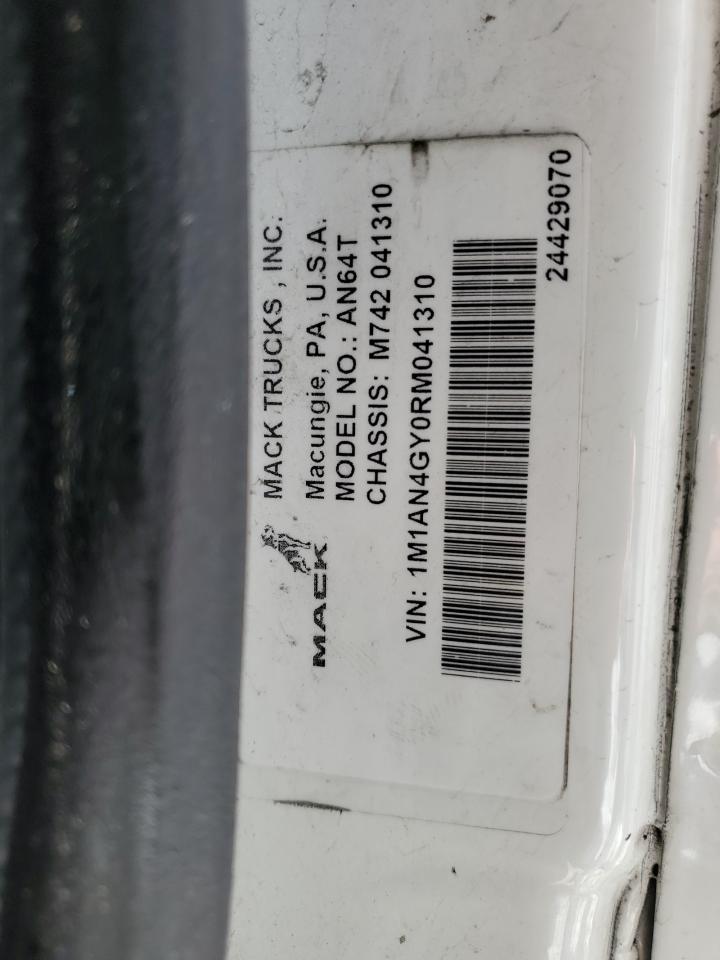 MACK
MACK TRUCKS , INC.
Macungie, PA, U.S.A.
MODEL NO.: AN64T
CHASSIS: M742 041310
VIN: 1M1AN4GY0RM041310
24429070